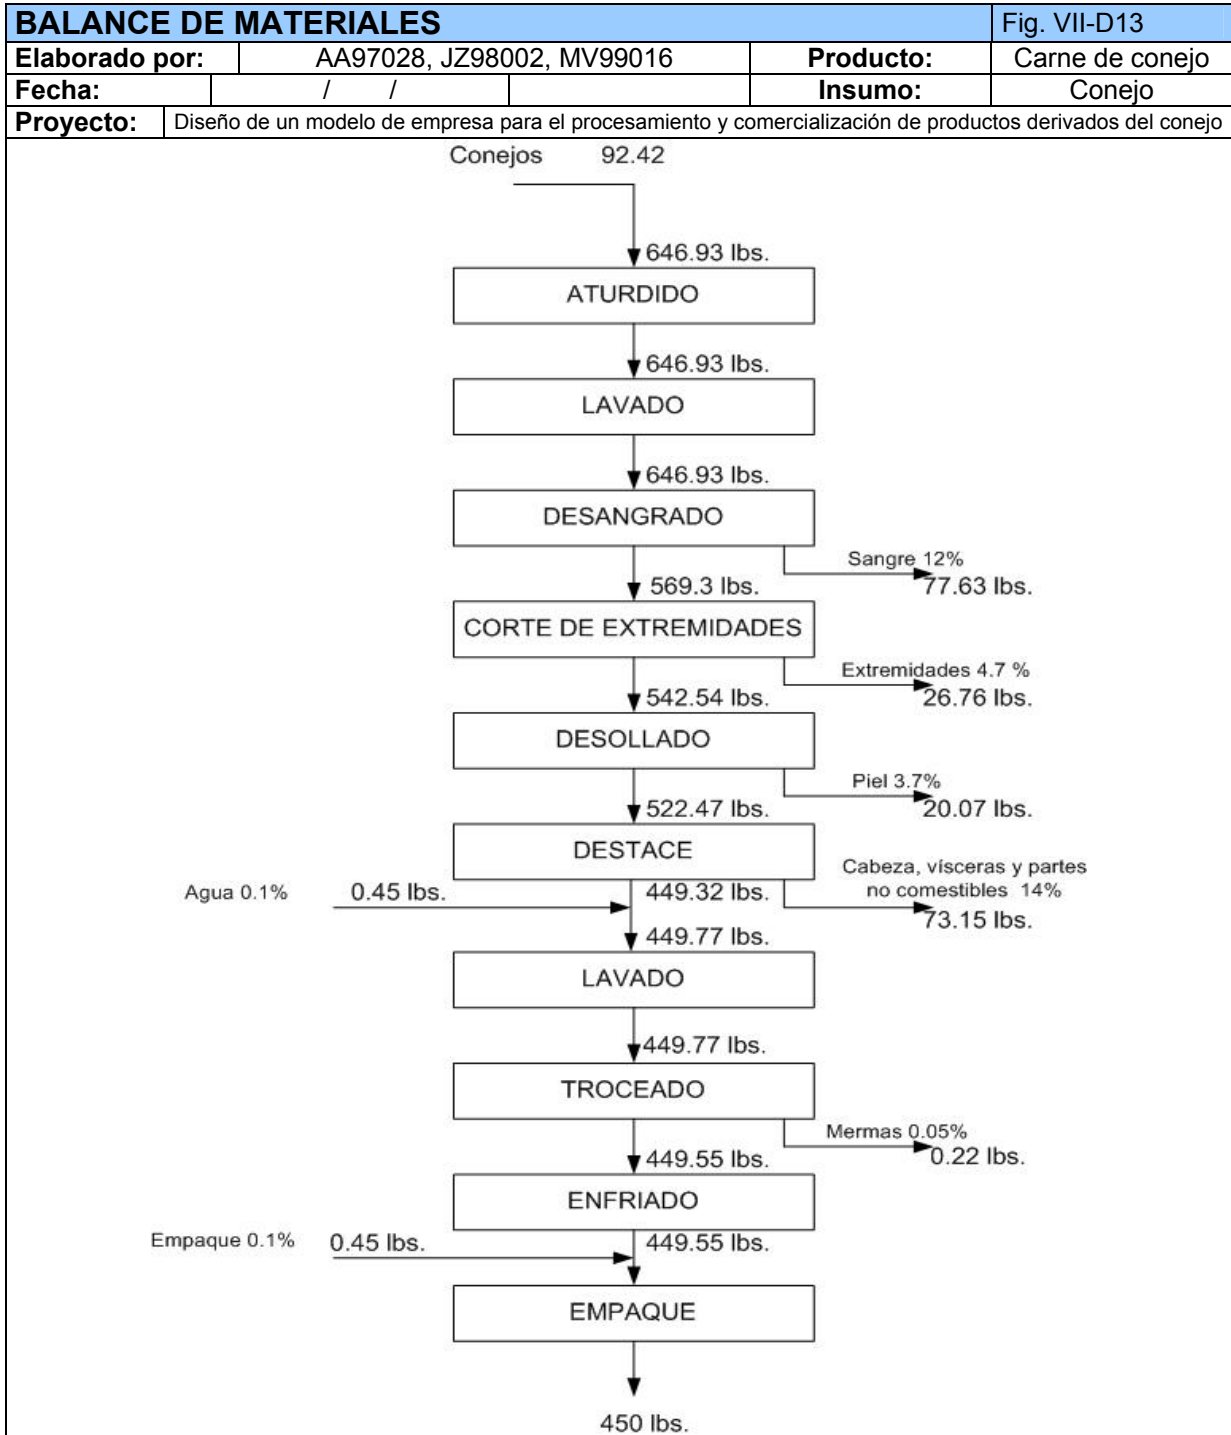 BALANCE DE MATERIALES Fig. VII-D13
Elaborado por: AA97028, JZ98002, MV99016 Producto: Carne de conejo
Fecha: / / Insumo: Conejo
Proyecto: Diseño de un modelo de empresa para el procesamiento y comercialización de productos derivados del conejo
Conejos 92.42
646.93 lbs.
ATURDIDO
646.93 lbs.
LAVADO
646.93 lbs.
DESANGRADO
Sangre 12%
569.3 lbs. 77.63 lbs.
CORTE DE EXTREMIDADES
Extremidades 4.7 %
542.54 lbs. 26.76 lbs.
DESOLLADO
Piel 3.7%
522.47 lbs. 20.07 lbs.
DESTACE
Cabeza, vísceras y partes
Agua 0.1% 0.45 lbs. 449.32 lbs. no comestibles 14%
73.15 lbs.
449.77 lbs.
LAVADO
449.77 lbs.
TROCEADO
Mermas 0.05%
449.55 lbs. 0.22 lbs.
ENFRIADO
Empaque 0.1% 0.45 lbs. 449.55 lbs.
EMPAQUE
450 lbs.